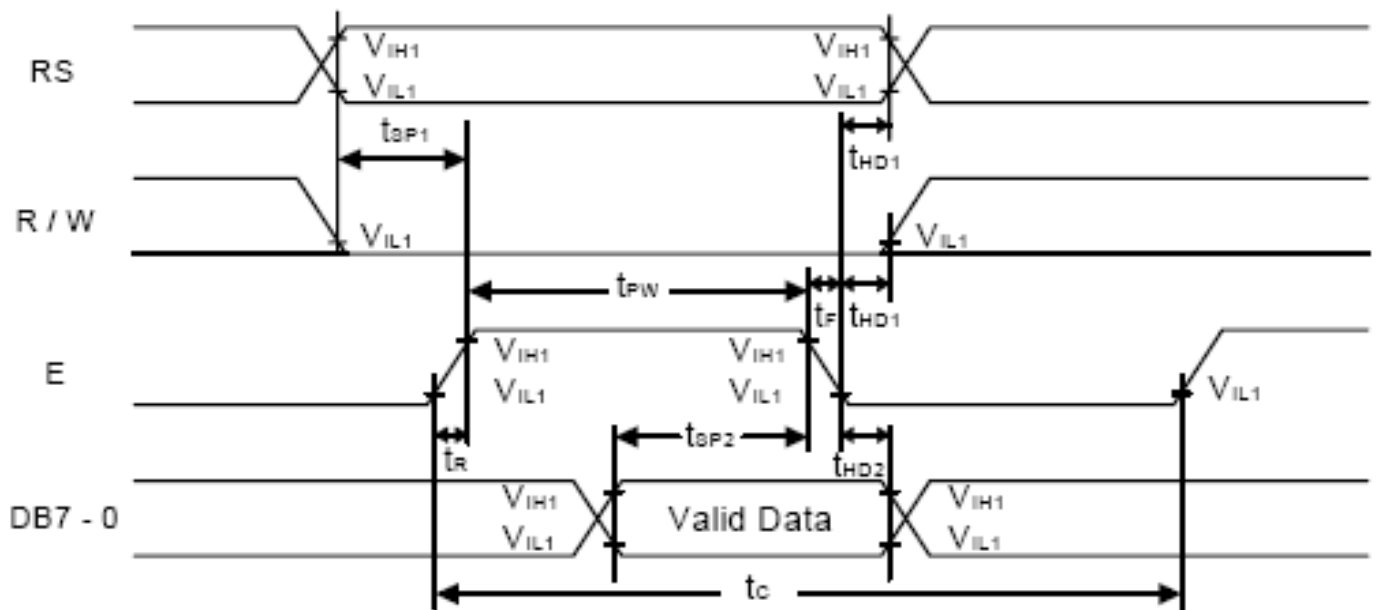 RS
VIH1
VIH1
VIL1
VIL1
tSP1
tHD1
R / W
VIL1
VIL1
tPW
tF
tHD1
E
VIH1
VIH1
VIL1
VIL1
VIL1
tR
tSP2
tHD2
DB7 - 0
VIH1
Valid Data
VIH1
VIL1
VIL1
tC